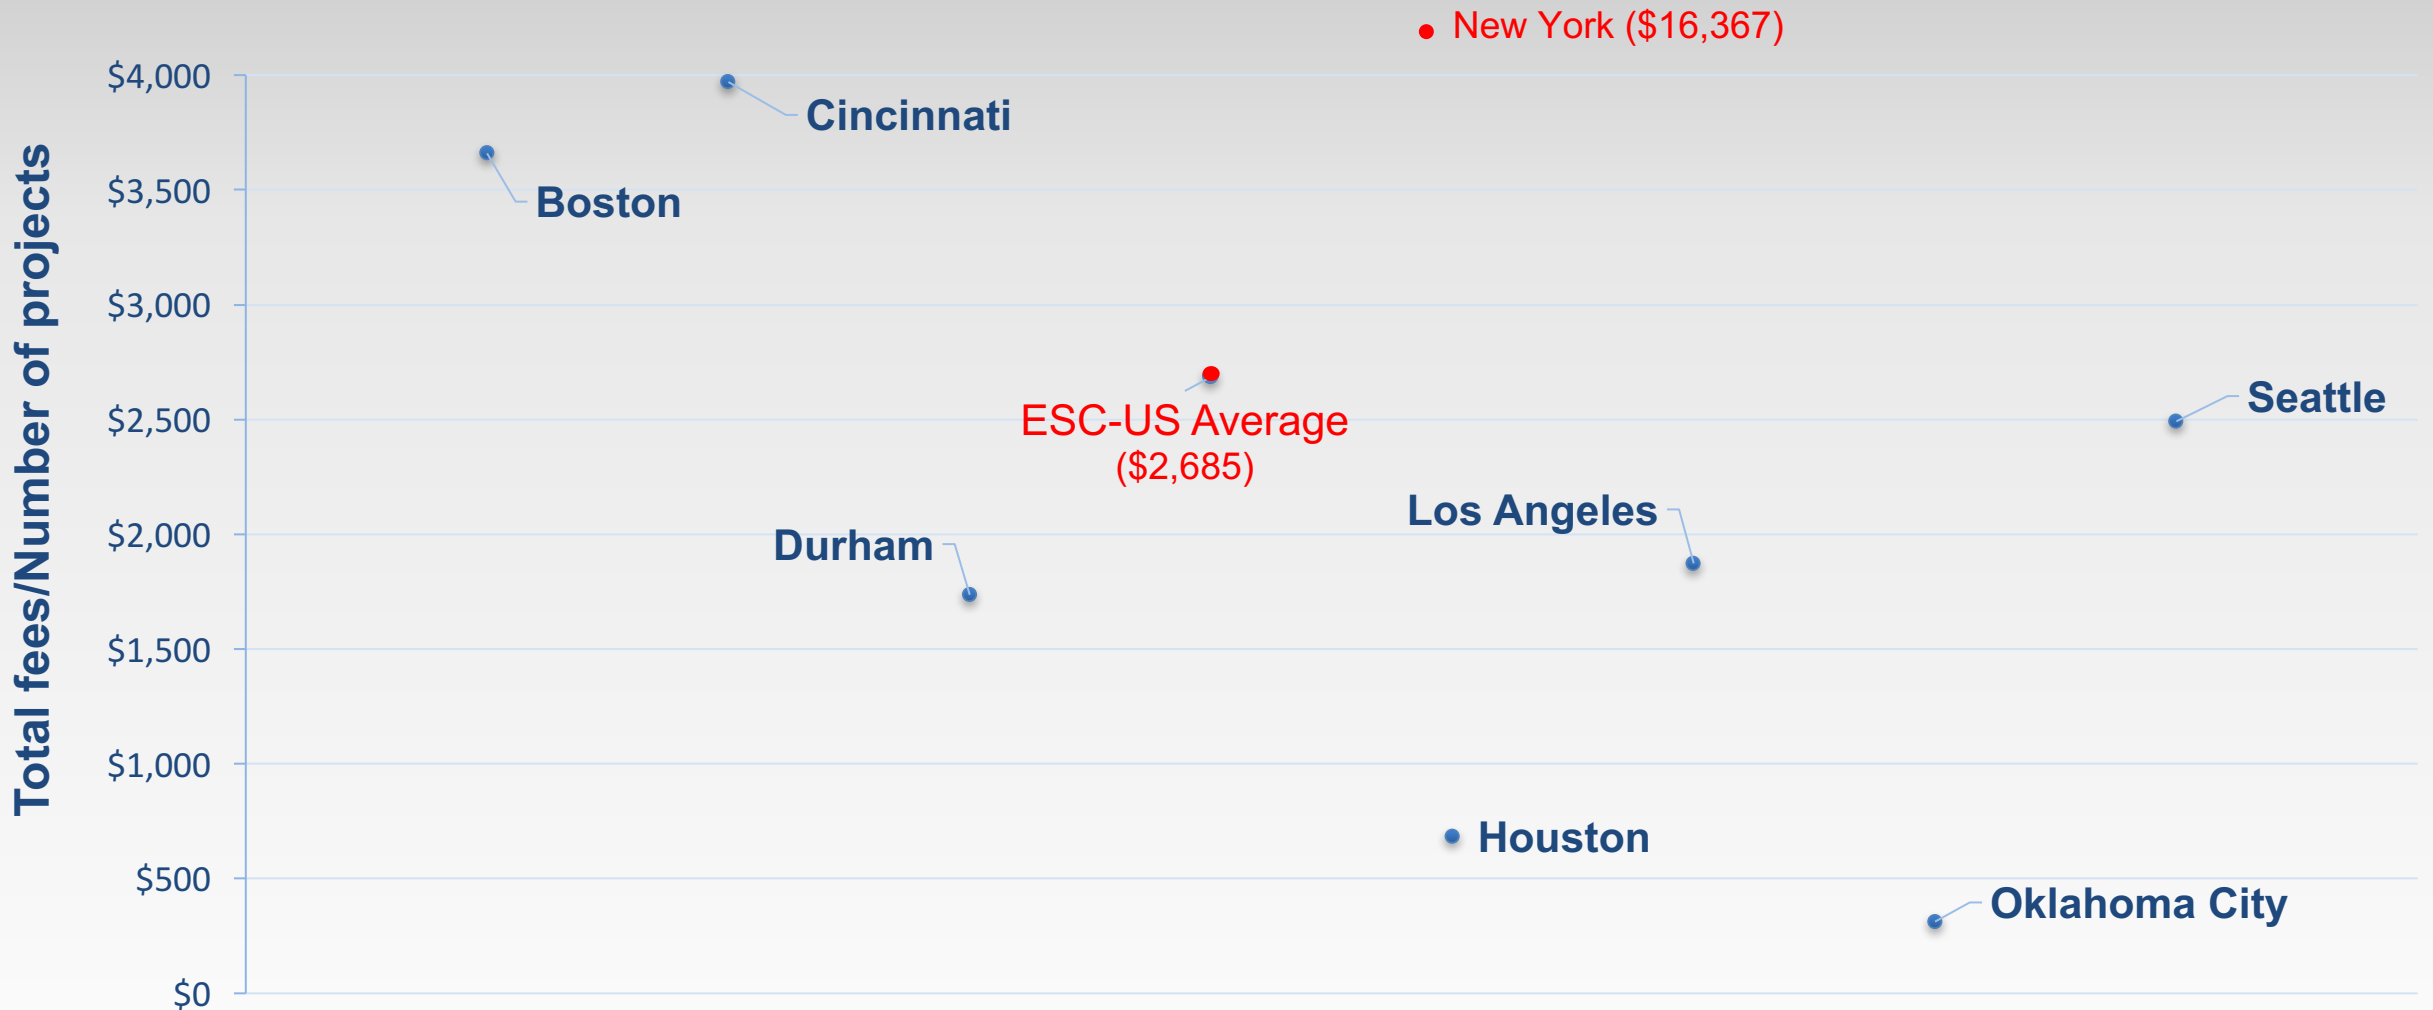 New York ($16,367)
$4,000
Cincinnati
$3,500
Boston
$3,000
Total fees/Number of projects
$2,500
ESC-US Average
($2,685)
Seattle
Los Angeles
$2,000
Durham
$1,500
$1,000
Houston
$500
Oklahoma City
$0